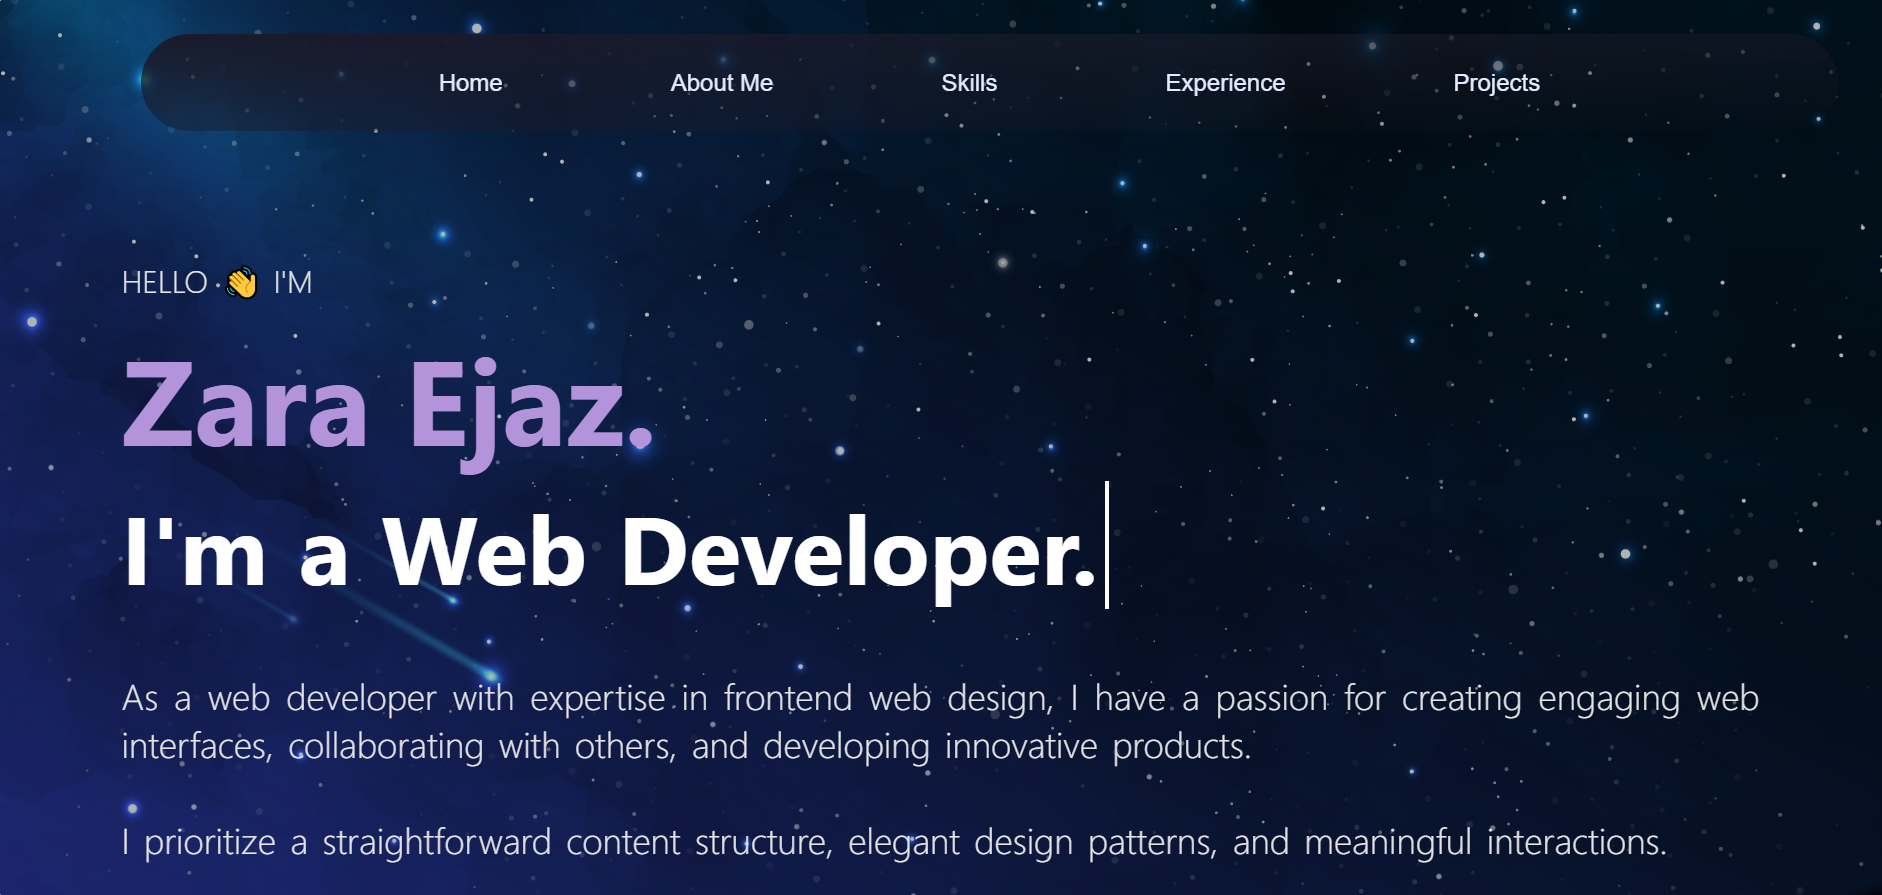 Home About Me Skills Experience Projects
HELLO 👋 I'M
Zara Ejaz.
I'm a Web Developer.
As a web developer with expertise in frontend web design, I have a passion for creating engaging web
interfaces, collaborating with others, and developing innovative products.
I prioritize a straightforward content structure, elegant design patterns, and meaningful interactions.